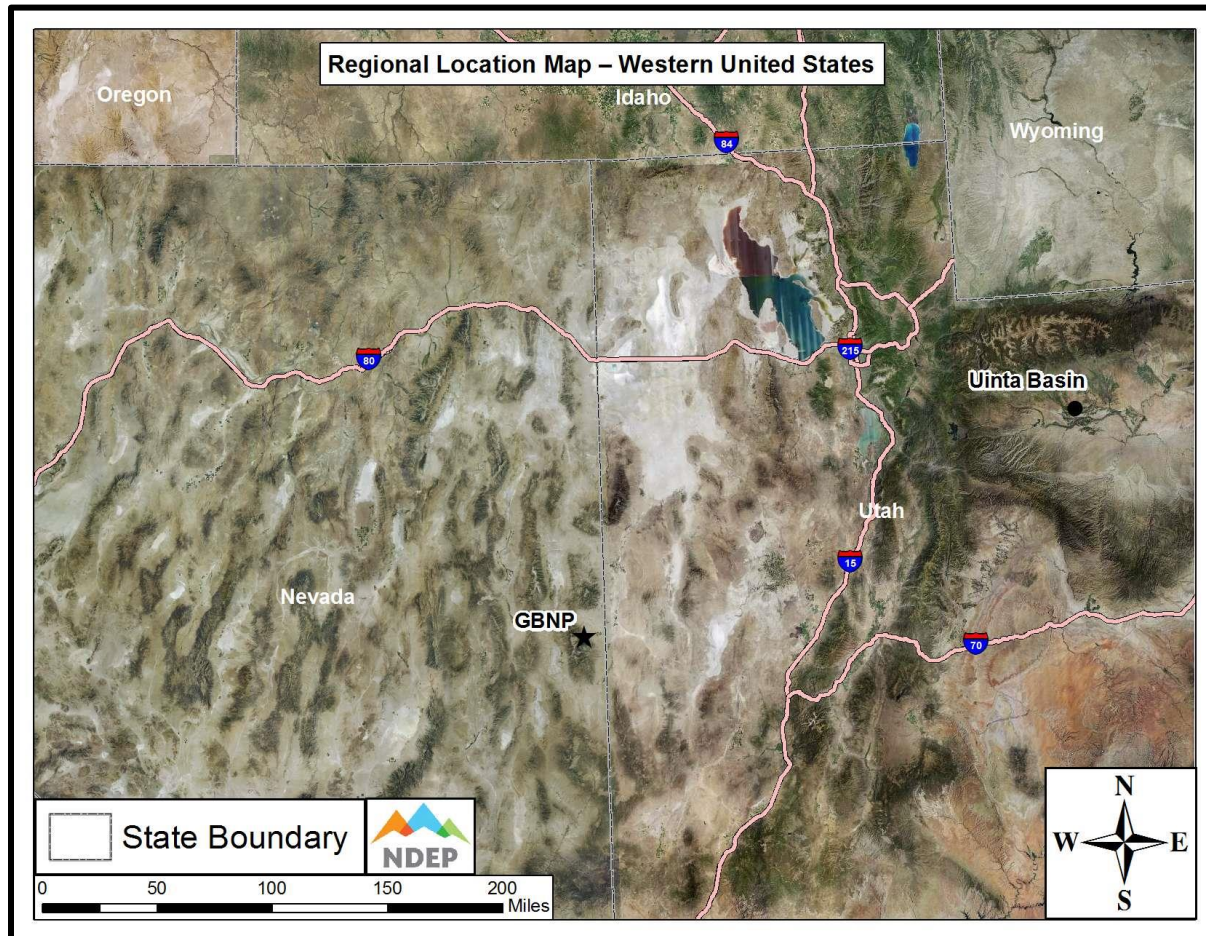 Regional Location Map – Western United States
Oregon
Idaho
Wyoming
84
80
215
Uinta Basin
Utah
15
Nevada
GBNP
70
State Boundary
NDEP
N
W E
S
0 50 100 150 200
Miles